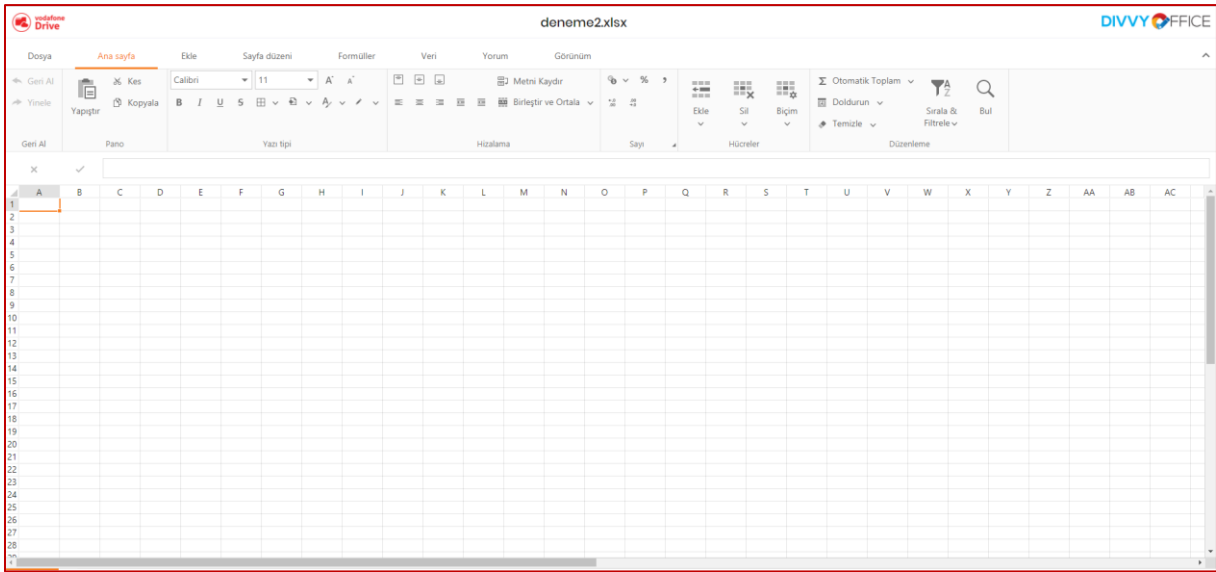 vodafone
Drive
deneme2.xlsx
DIVVY OFFICE
Dosya Ana sayfa Ekle Sayfa düzeni Formüller Veri Yorum Görünüm
Geri Al Kes Calibri 11 A A Metni Kaydır % , Otomatik Toplam
Yinele Yapıştır Kopyala B I U S Birleştir ve Ortala Ekle Sil Biçim Doldurun Sırala & Filtrele Bul
Temizle
Geri Al Pano Yazı tipi Hizalama Sayı Hücreler Düzenleme
A B C D E F G H I J K L M N O P Q R S T U V W X Y Z AA AB AC
1
2
3
4
5
6
7
8
9
10
11
12
13
14
15
16
17
18
19
20
21
22
23
24
25
26
27
28